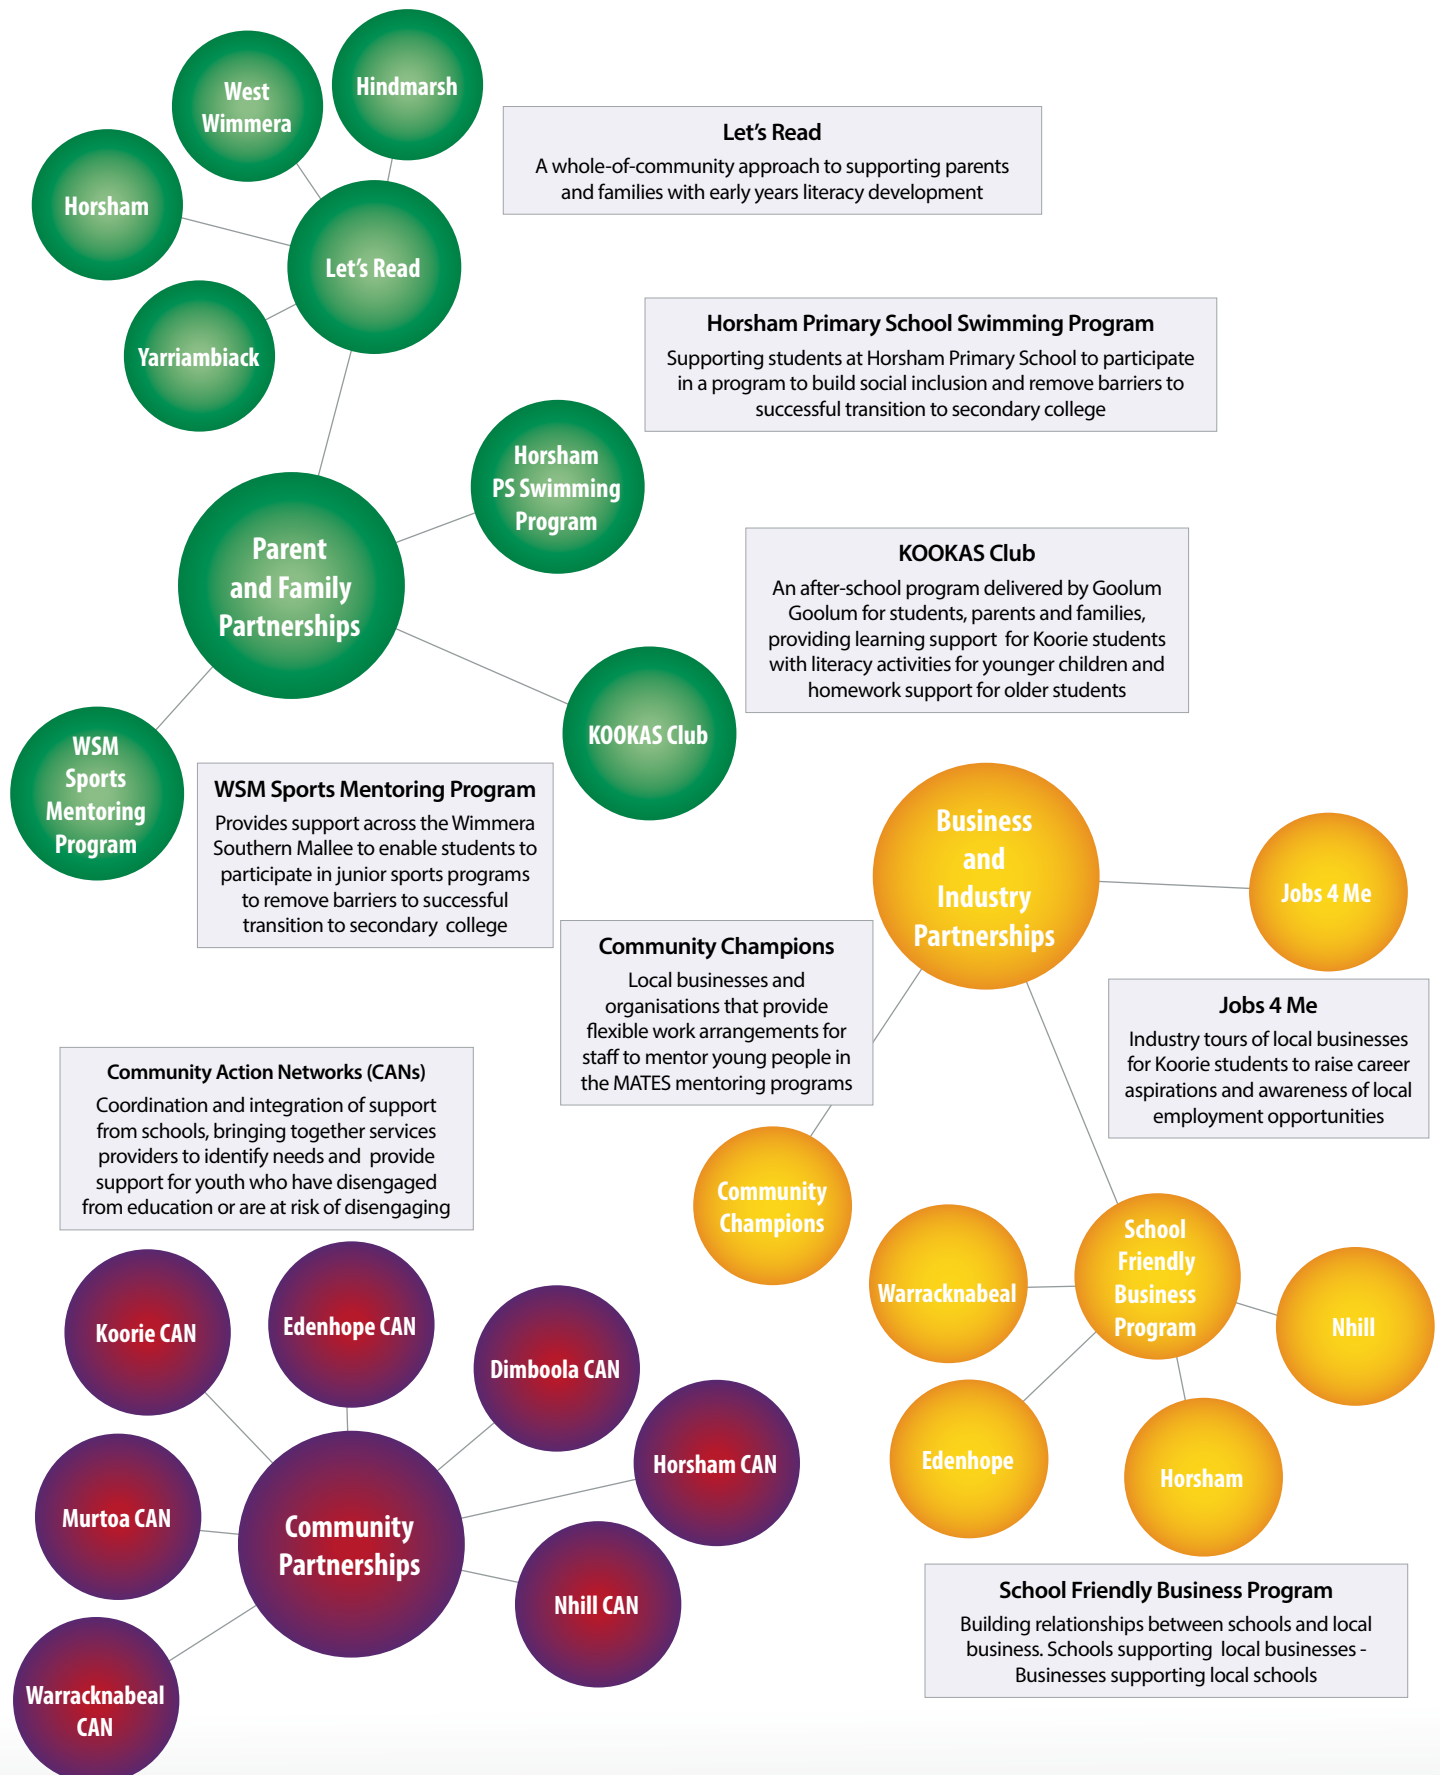 Hindmarsh
West
Wimmera
Horsham
Let's Read
Yarriambiack
Let's Read
A whole-of-community approach to supporting parents
and families with early years literacy development
Horsham Primary School Swimming Program
Supporting students at Horsham Primary School to participate
in a program to build social inclusion and remove barriers to
successful transition to secondary college
Horsham
PS Swimming
Program
Parent
and Family
Partnerships
KOOKAS Club
An after-school program delivered by Goolum
Goolum for students, parents and families,
providing learning support for Koorie students
with literacy activities for younger children and
homework support for older students
KOOKAS Club
WSM
Sports
Mentoring
Program
WSM Sports Mentoring Program
Provides support across the Wimmera
Southern Mallee to enable students to
participate in junior sports programs
to remove barriers to successful
transition to secondary college
Business
and
Industry
Partnerships
Jobs 4 Me
Community Champions
Local businesses and
organisations that provide
flexible work arrangements for
staff to mentor young people in
the MATES mentoring programs
Jobs 4 Me
Industry tours of local businesses
for Koorie students to raise career
aspirations and awareness of local
employment opportunities
Community Action Networks (CANs)
Coordination and integration of support
from schools, bringing together services
providers to identify needs and provide
support for youth who have disengaged
from education or are at risk of disengaging
Community
Champions
School
Friendly
Business
Program
Warracknabeal
Nhill
Edenhope
Horsham
Koorie CAN
Edenhope CAN
Dimboola CAN
Horsham CAN
Murtoa CAN
Community
Partnerships
Nhill CAN
Warracknabeal
CAN
School Friendly Business Program
Building relationships between schools and local
business. Schools supporting local businesses -
Businesses supporting local schools